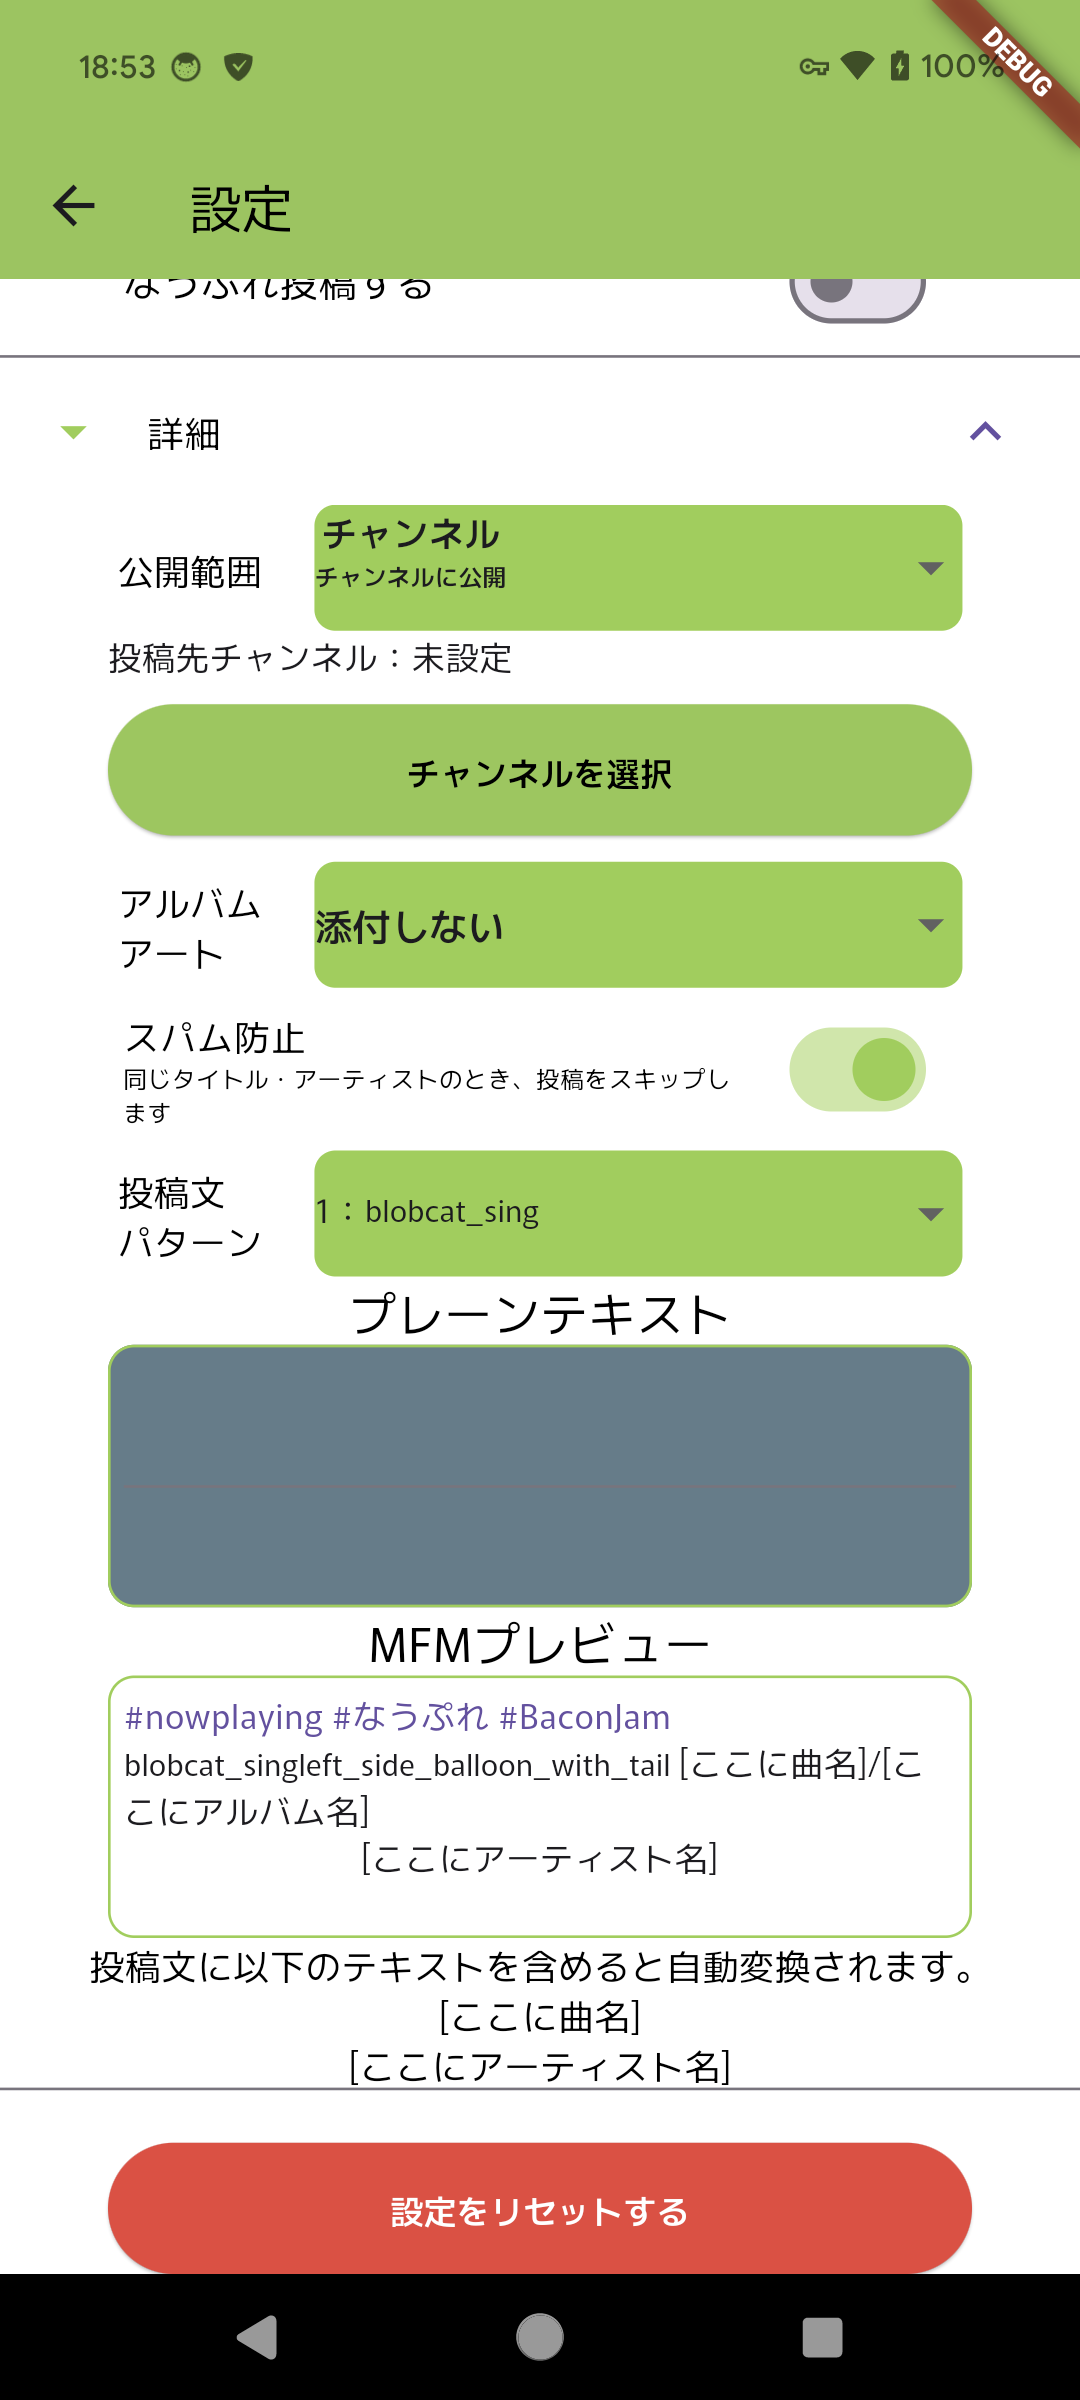 18:53
100%
DEBUG
設定
なうぷれ投稿する
詳細
公開範囲
チャンネル
チャンネルに公開
投稿先チャンネル：未設定
チャンネルを選択
アルバム
アート
添付しない
スパム防止
同じタイトル・アーティストのとき、投稿をスキップし
ます
投稿文
パターン
1：blobcat_sing
プレーンテキスト
MFMプレビュー
#nowplaying #なうぷれ #BaconJam
blobcat_singleft_side_balloon_with_tail [ここに曲名]/[こ
こにアルバム名]
[ここにアーティスト名]
投稿文に以下のテキストを含めると自動変換されます。
[ここに曲名]
[ここにアーティスト名]
設定をリセットする